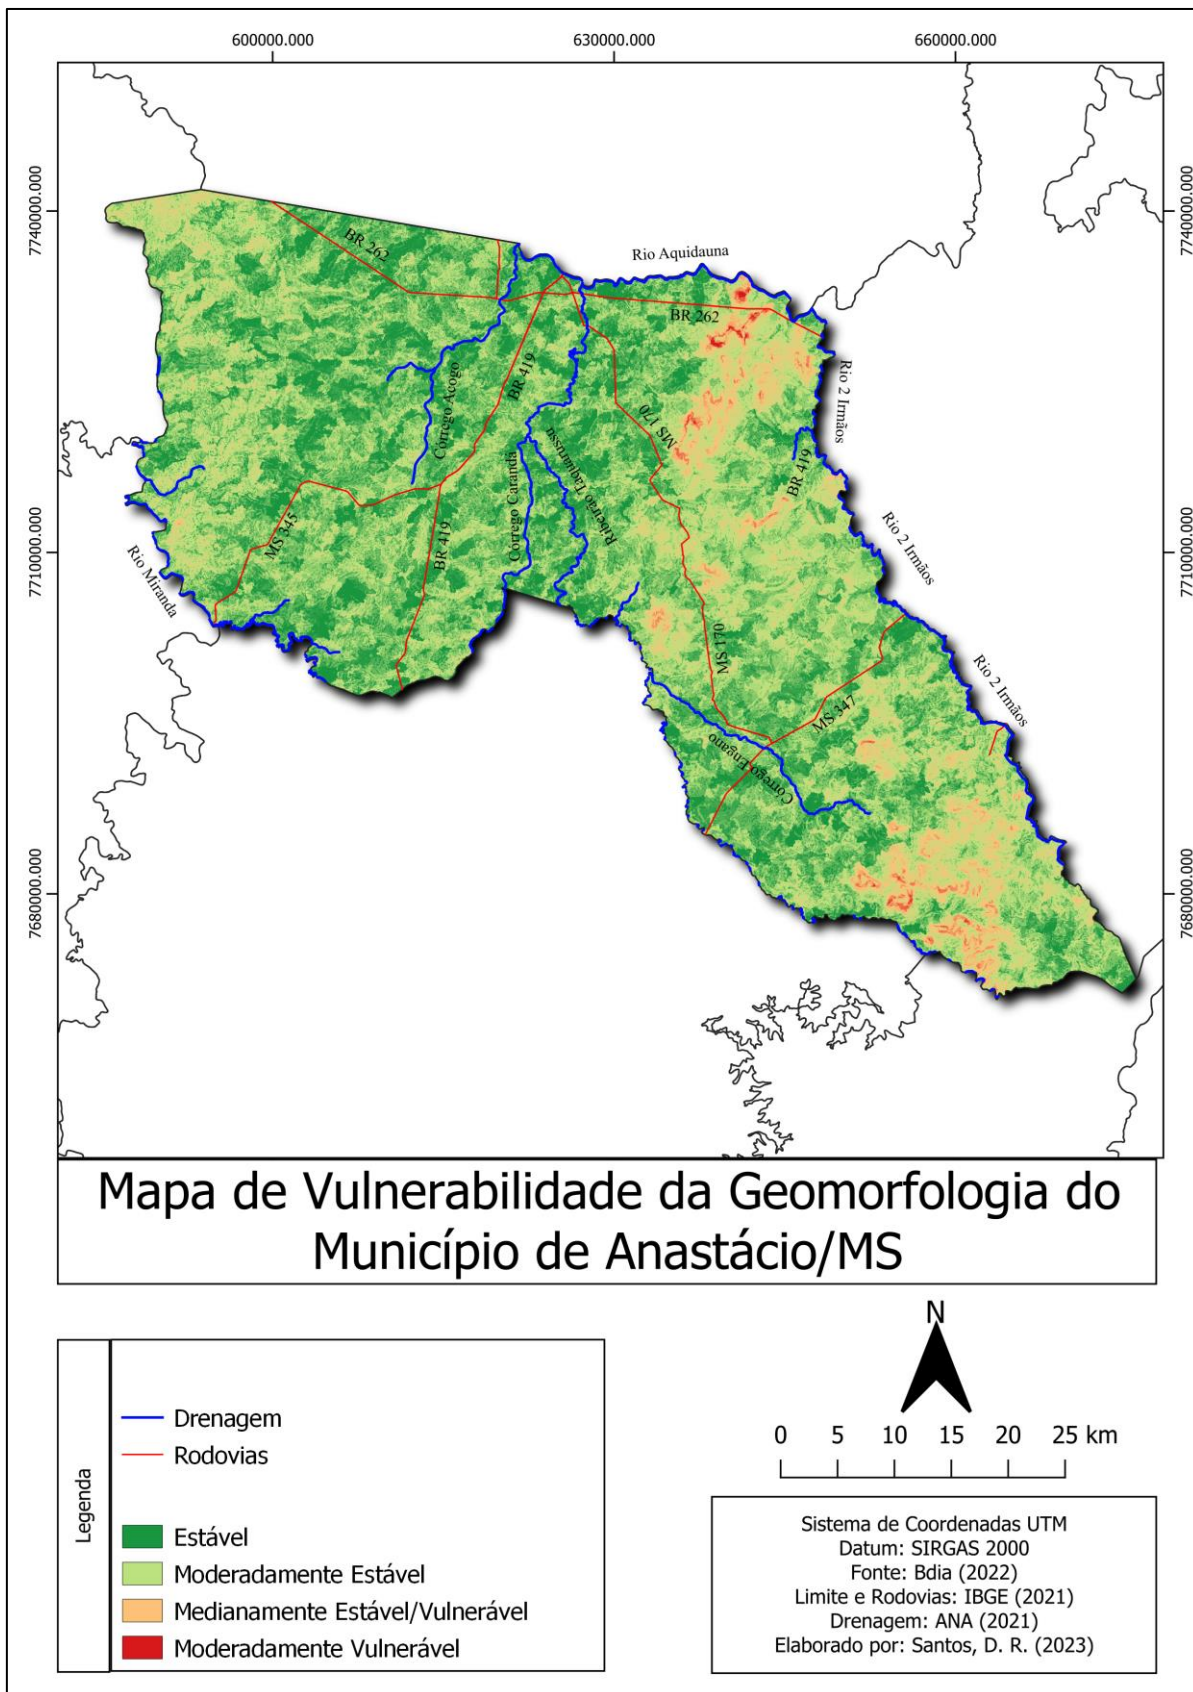 600000.000 630000.000 660000.000
7740000.000 7740000.000
Rio Aquidauna
BR 262
BR 262
BR 419
Rio 2 Irmãos
Córrego Acogo
MS 170
Ribeirão Taquarussu
Córrego Carandá
BR 419
MS 345
BR 419
Rio 2 Irmãos
7710000.000 7710000.000
Rio Miranda
MS 170
Rio 2 Irmãos
MS 347
Córrego Engano
7680000.000 7680000.000
Mapa de Vulnerabilidade da Geomorfologia do
Município de Anastácio/MS
Legenda
Drenagem
Rodovias
Estável
Moderadamente Estável
Medianamente Estável/Vulnerável
Moderadamente Vulnerável
N
0 5 10 15 20 25 km
Sistema de Coordenadas UTM
Datum: SIRGAS 2000
Fonte: Bdia (2022)
Limite e Rodovias: IBGE (2021)
Drenagem: ANA (2021)
Elaborado por: Santos, D. R. (2023)